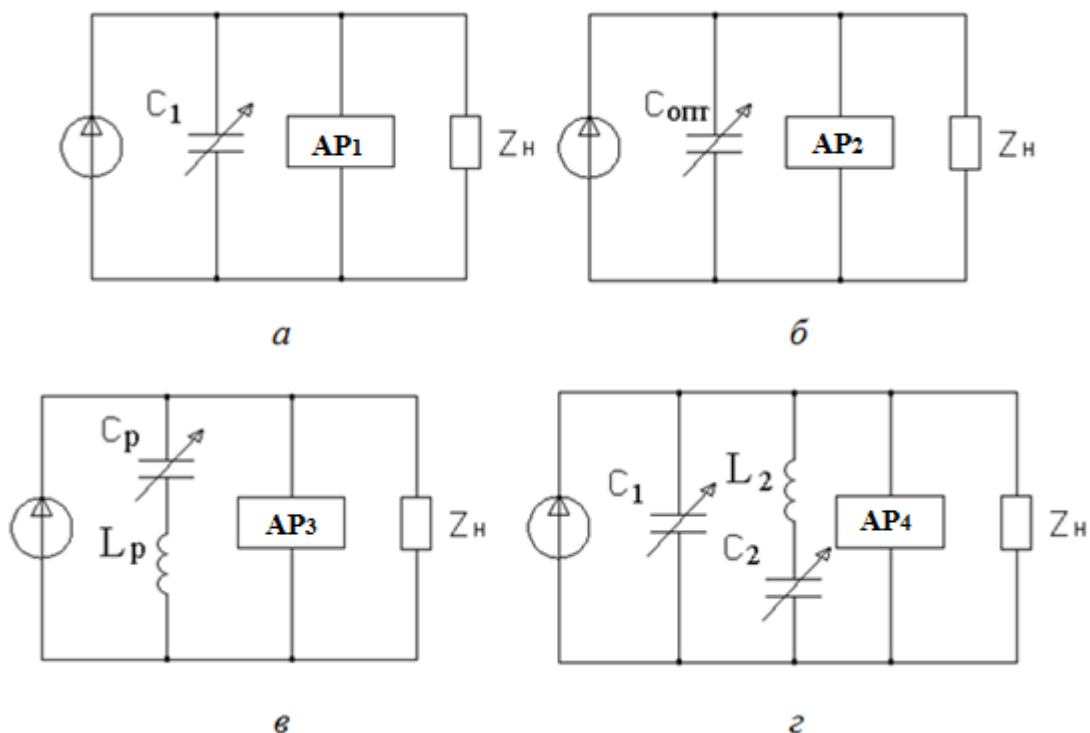 C₁
AP₁
Zн
Cопт
AP₂
Zн
а
б
Cр
Lр
AP₃
Zн
C₁
L₂
C₂
AP₄
Zн
в
г